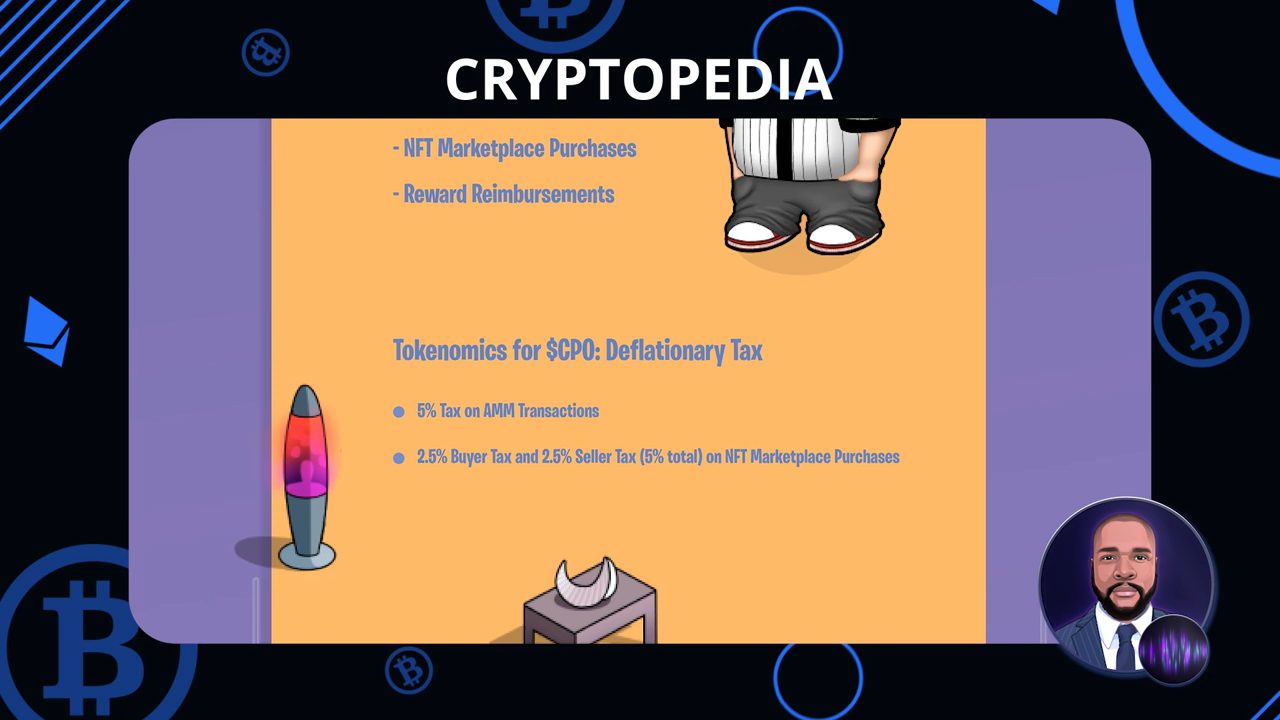 CRYPTOPEDIA
- NFT Marketplace Purchases
- Reward Reimbursements
Tokenomics for $CPO: Deflationary Tax
5% Tax on AMM Transactions
2.5% Buyer Tax and 2.5% Seller Tax (5% total) on NFT Marketplace Purchases